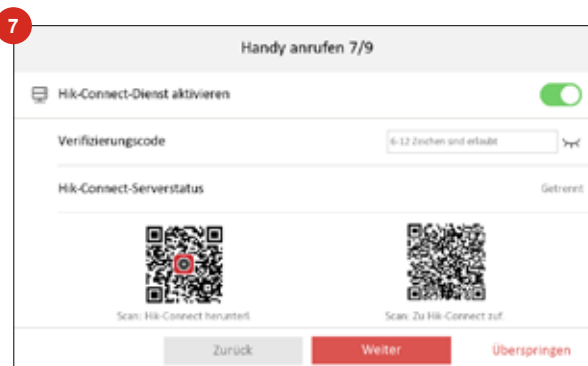 7
Handy anrufen 7/9
Hik-Connect-Dienst aktivieren
Verifizierungscode 6-12 Zeichen sind erlaubt
Hik-Connect-Serverstatus Getrennt
Scan: Hik-Connect herunterl. Scan: Zu Hik-Connect zuf.
Zurück Weiter Überspringen